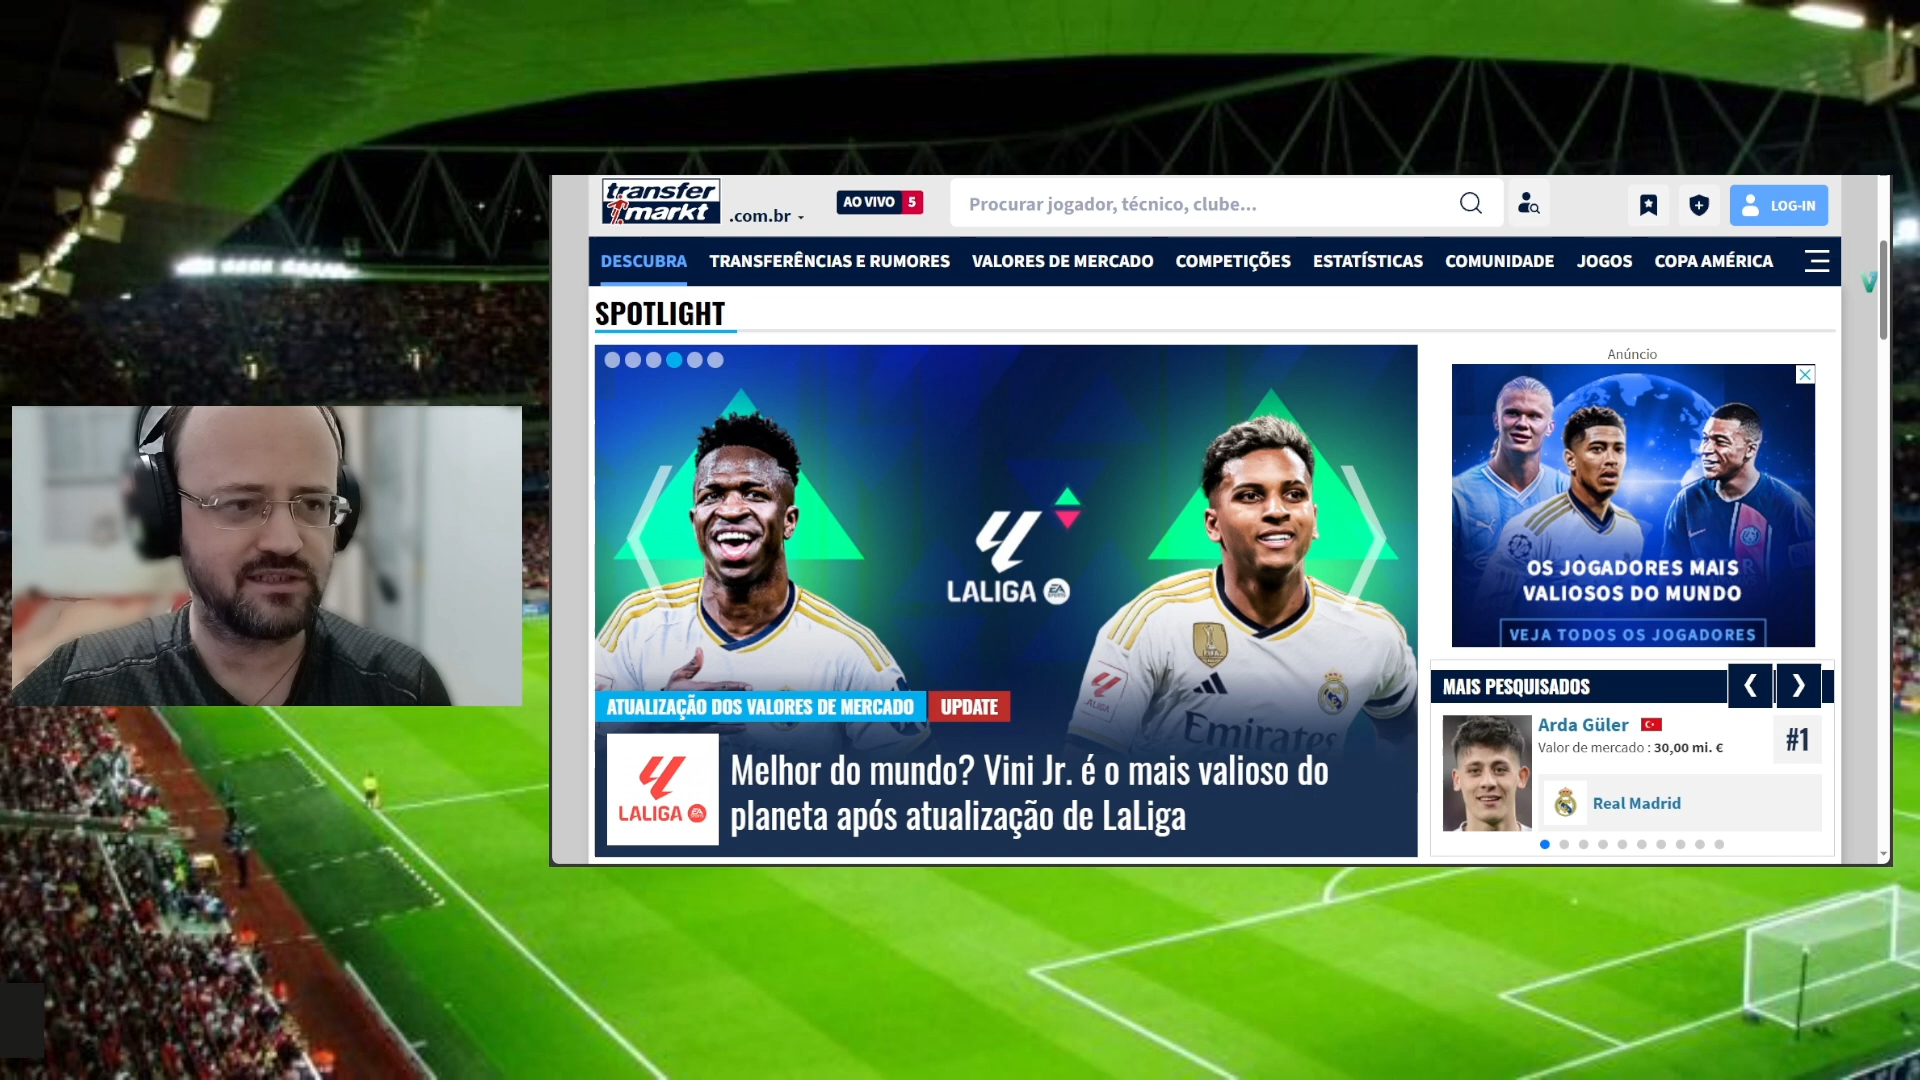 transfer
markt
.com.br
AO VIVO 5
Procurar jogador, técnico, clube...
LOG-IN
DESCUBRA TRANSFERÊNCIAS E RUMORES VALORES DE MERCADO COMPETIÇÕES ESTATÍSTICAS COMUNIDADE JOGOS COPA AMÉRICA
SPOTLIGHT
LALIGA
EA
LALIGA
Emirates
ATUALIZAÇÃO DOS VALORES DE MERCADO UPDATE
LALIGA
Melhor do mundo? Vini Jr. é o mais valioso do
planeta após atualização de LaLiga
Anúncio
OS JOGADORES MAIS
VALIOSOS DO MUNDO
VEJA TODOS OS JOGADORES
MAIS PESQUISADOS
Arda Güler
Valor de mercado : 30,00 mi. €
#1
Real Madrid